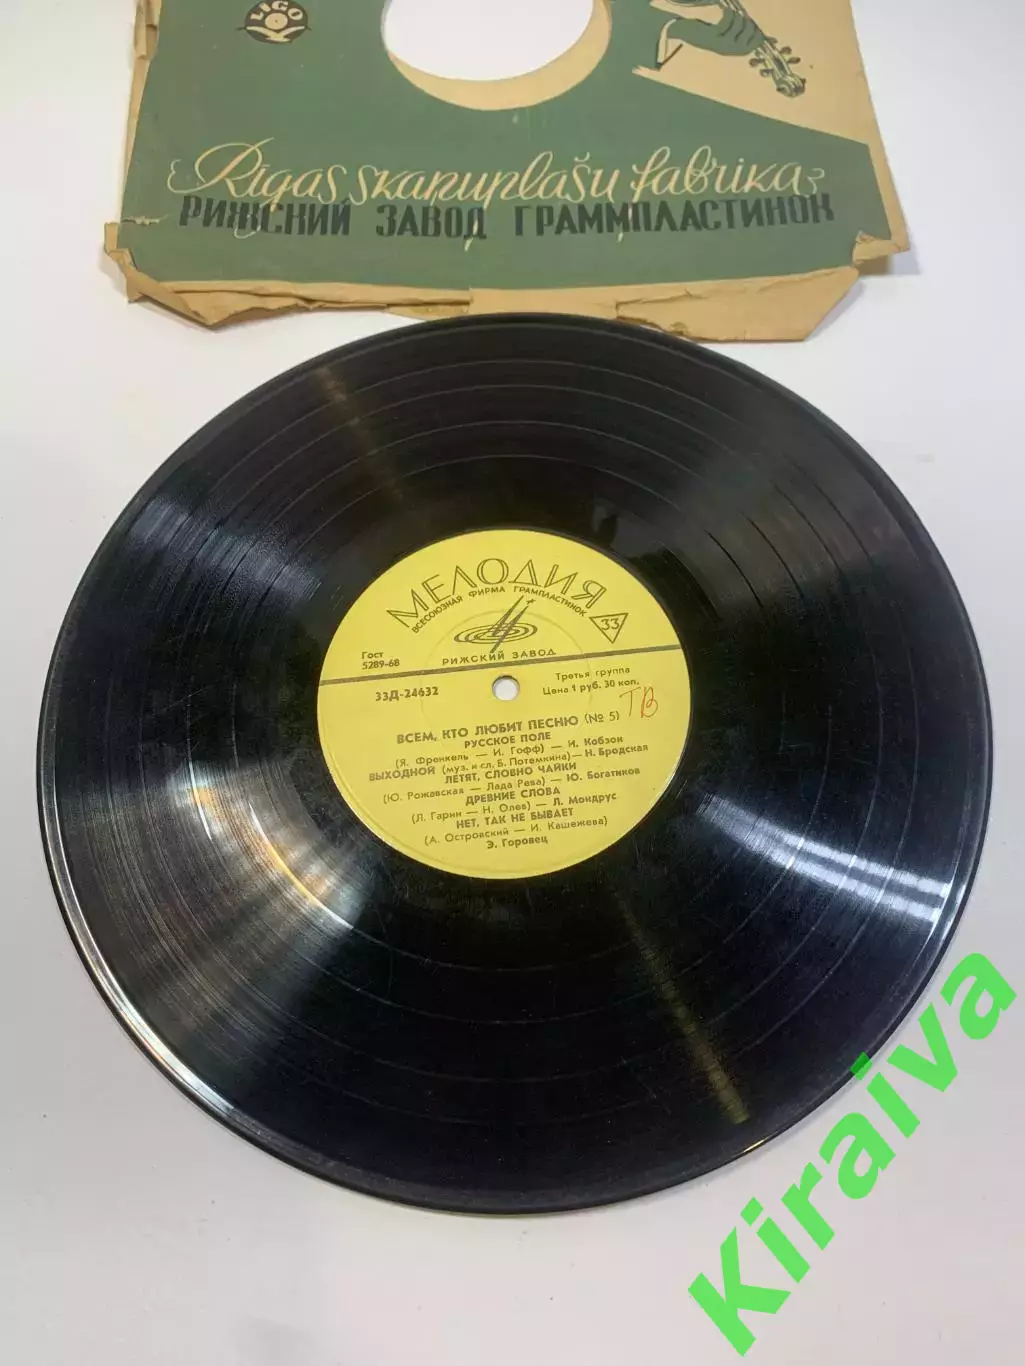 LIGO
Rīgas skaņuplašu fabrika
РИЖСКИЙ ЗАВОД ГРАММПЛАСТИНОК
МЕЛОДИЯ
ВСЕСОЮЗНАЯ ФИРМА ГРАМПЛАСТИНОК
33
РИЖСКИЙ ЗАВОД
Гост
5289-68
33Д-24632
Третья группа
Цена 1 руб. 30 коп.
ТВ
ВСЕМ, КТО ЛЮБИТ ПЕСНЮ (№ 5)
РУССКОЕ ПОЛЕ
(Я. Френкель — И. Гофф) — И. Кобзон
ВЫХОДНОЙ (муз. и сл. Б. Потемкина) — Н. Бродская
ЛЕТЯТ, СЛОВНО ЧАЙКИ
(Ю. Рожавская — Лада Рева) — Ю. Богатиков
ДРЕВНИЕ СЛОВА
(Л. Гарин — Н. Олев) — Л. Мондрус
НЕТ, ТАК НЕ БЫВАЕТ
(А. Островский — И. Кашежева)
Э. Горовец
Kiraiva